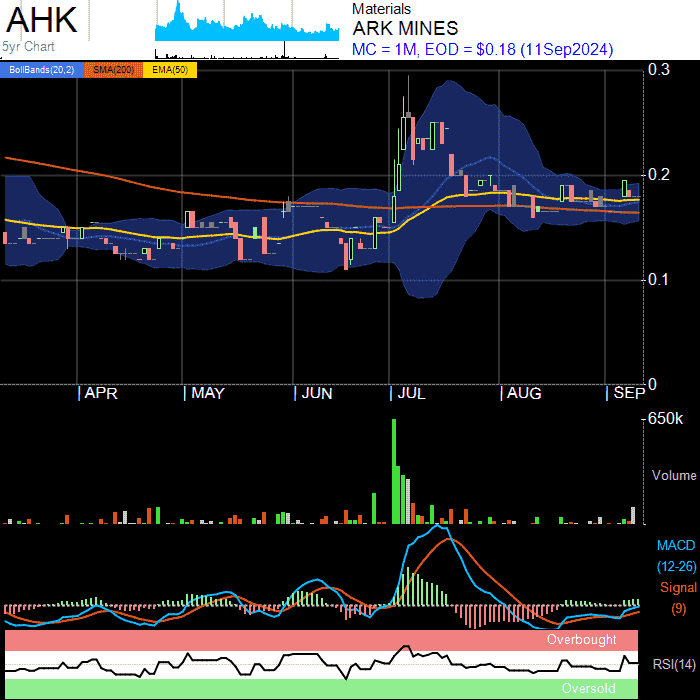 AHK
5yr Chart
Materials
ARK MINES
MC = 1M, EOD = $0.18 (11Sep2024)
BollBands(20,2) SMA(200) EMA(50)
0.3
0.2
0.1
0
APR MAY JUN JUL AUG SEP
650k
Volume
MACD
(12-26)
Signal
(9)
Overbought
RSI(14)
Oversold